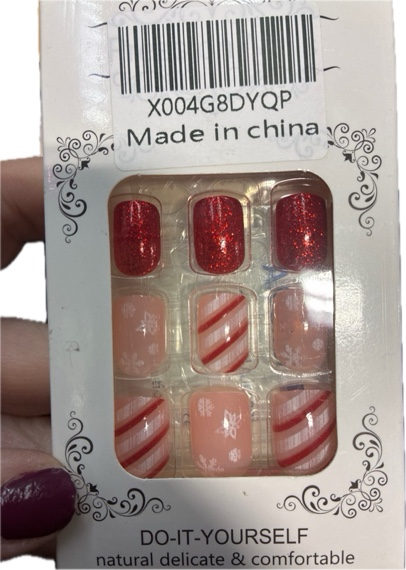 X004G8DYQP
Made in china
DO-IT-YOURSELF
natural delicate & comfortable